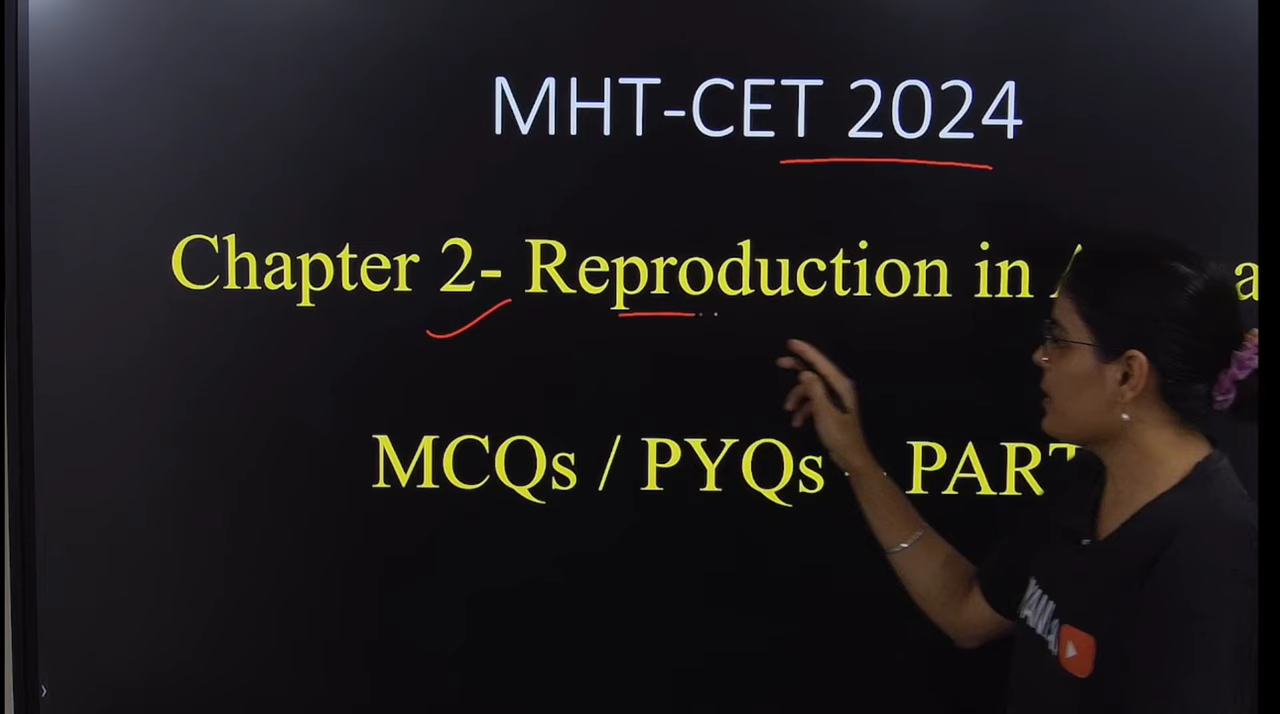 MHT-CET 2024
Chapter 2- Reproduction in
MCQs / PYQs - PART